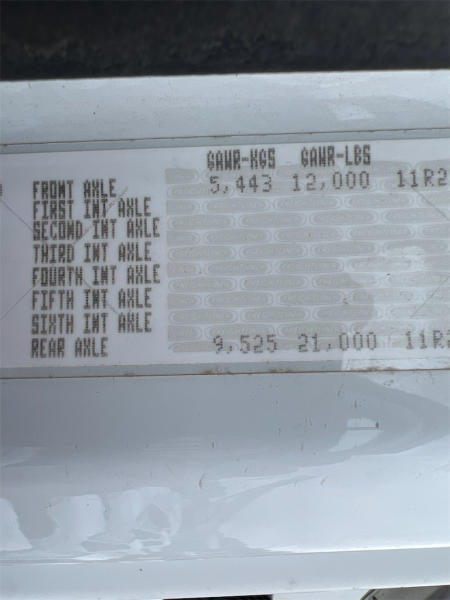 GAWR-KGS GAWR-LBS
FRONT AXLE 5,443 12,000 11R2
FIRST INT AXLE
SECOND INT AXLE
THIRD INT AXLE
FOURTH INT AXLE
FIFTH INT AXLE
SIXTH INT AXLE
REAR AXLE 9,525 21,000 11R2